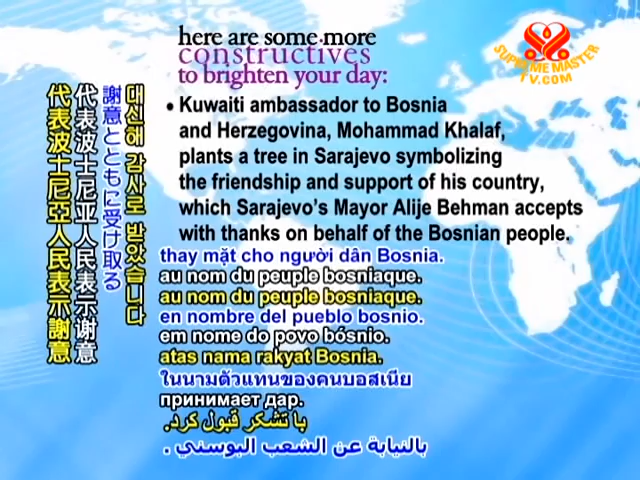 here are some more
constructives
to brighten your day:
SUPREME MASTER
TV.COM
• Kuwaiti ambassador to Bosnia
and Herzegovina, Mohammad Khalaf,
plants a tree in Sarajevo symbolizing
the friendship and support of his country,
which Sarajevo's Mayor Alije Behman accepts
with thanks on behalf of the Bosnian people.
代表波士尼亞人民表示謝意
代表波士尼亚人民表示谢意
謝意とともに受け取る
대신해 감사로 받았습니다
thay mặt cho người dân Bosnia.
au nom du peuple bosniaque.
au nom du peuple bosniaque.
en nombre del pueblo bosnio.
em nome do povo bósnio.
atas nama rakyat Bosnia.
ในนามตัวแทนของคนบอสเนีย
принимает дар.
با تشکر قبول کرد.
بالنيابة عن الشعب البوسني .